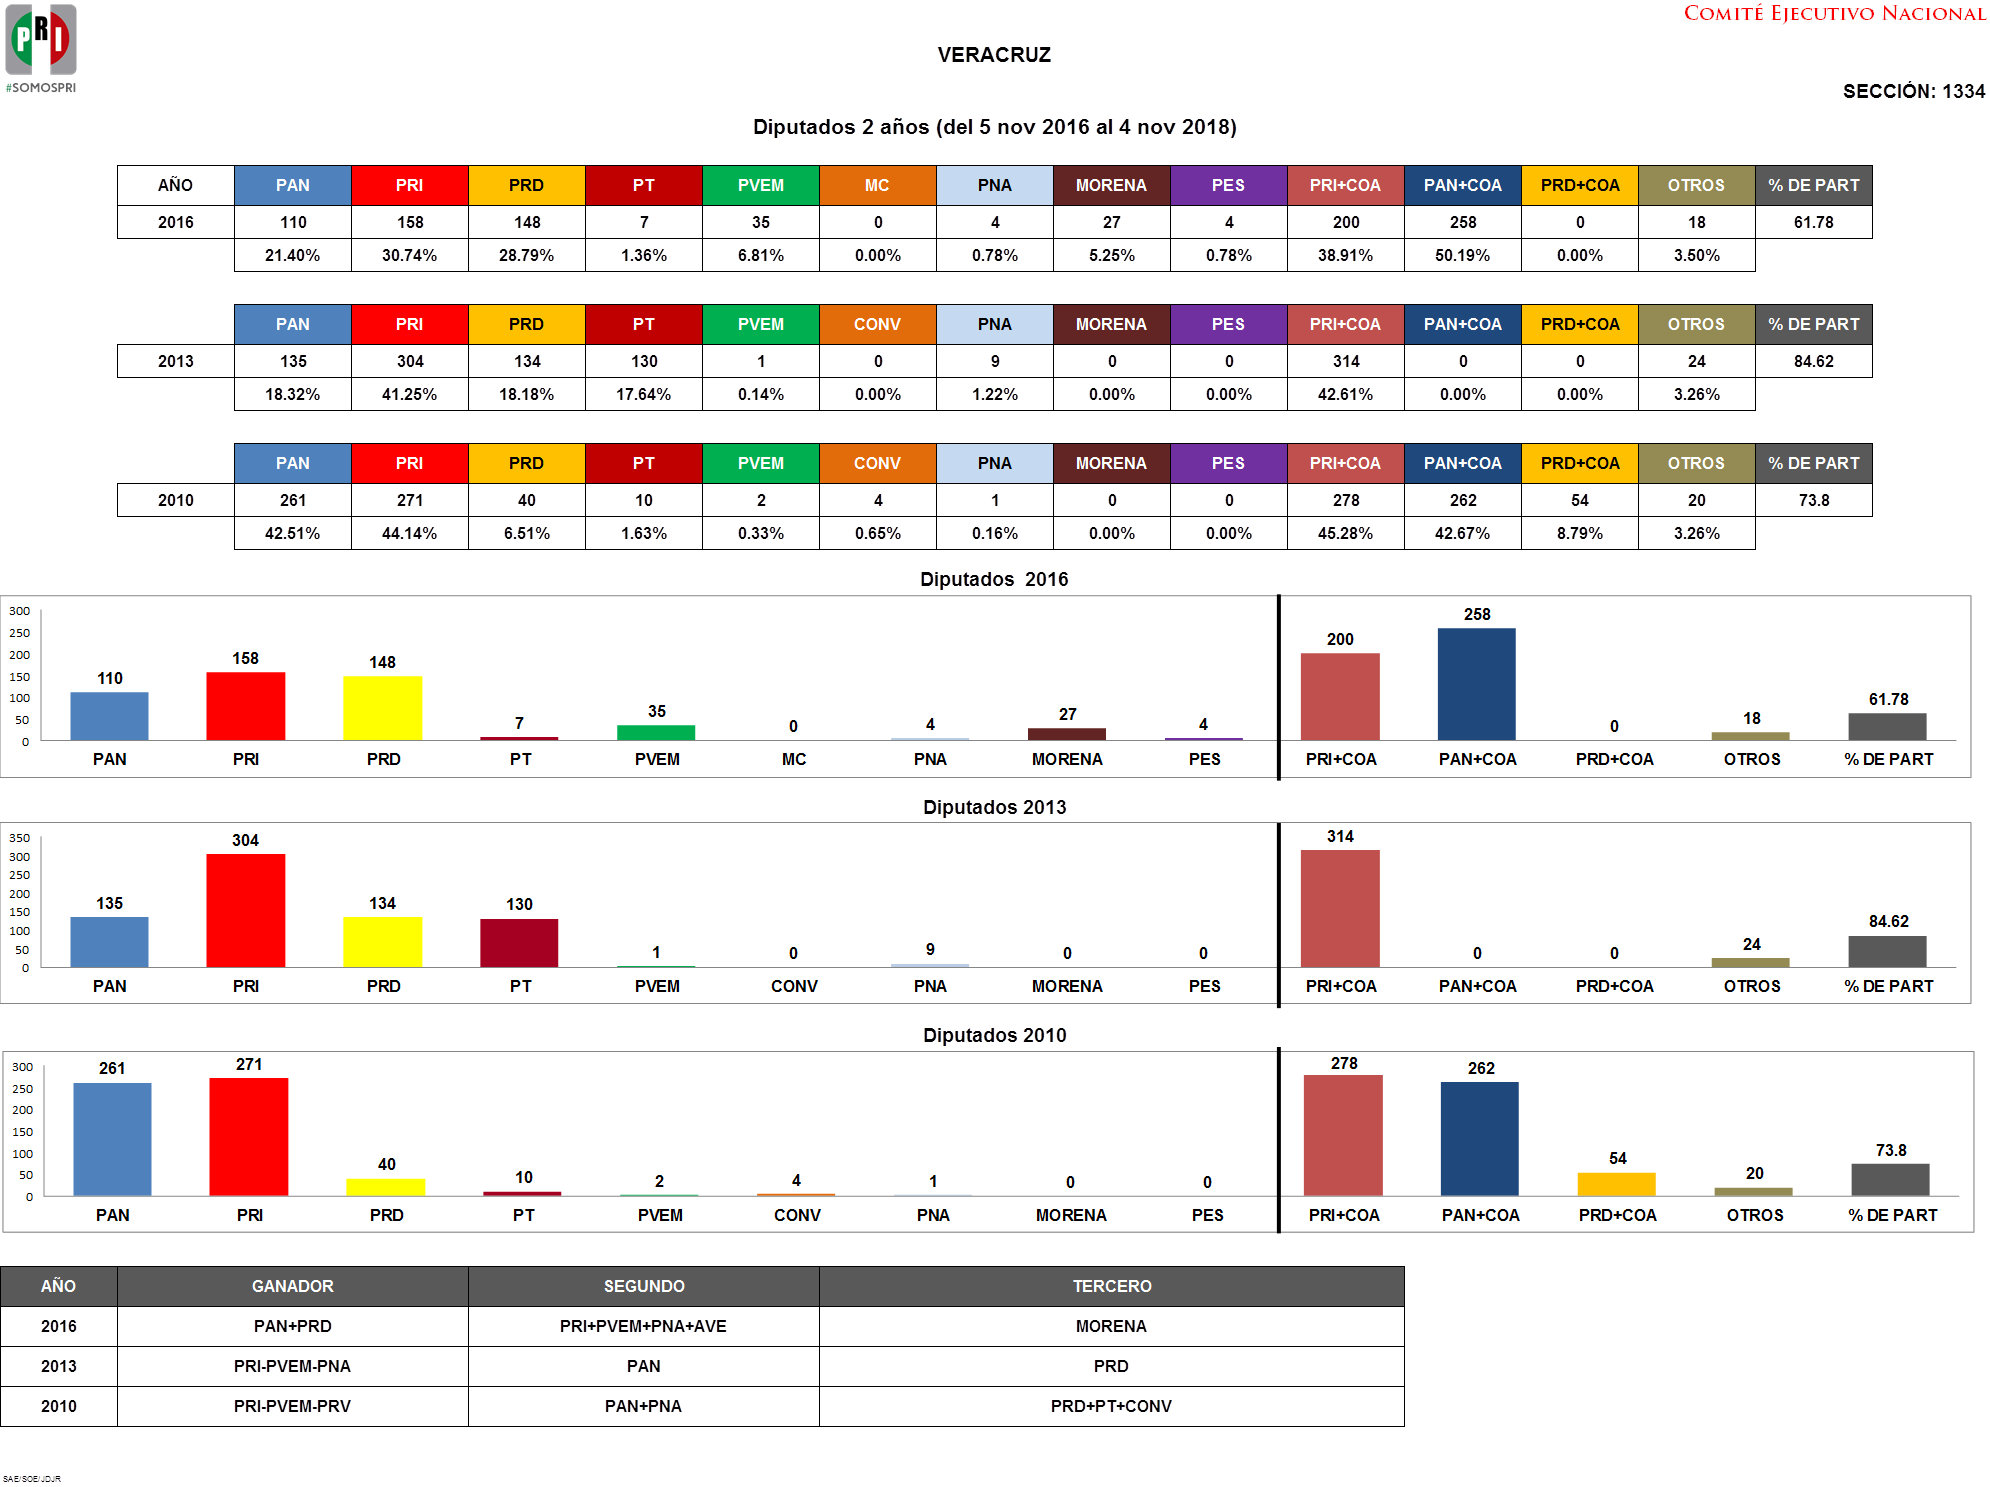 PRI
#SOMOSPRI
COMITÉ EJECUTIVO NACIONAL
VERACRUZ
SECCIÓN: 1334
Diputados 2 años (del 5 nov 2016 al 4 nov 2018)
AÑO PAN PRI PRD PT PVEM MC PNA MORENA PES PRI+COA PAN+COA PRD+COA OTROS % DE PART
2016 110 158 148 7 35 0 4 27 4 200 258 0 18 61.78
21.40% 30.74% 28.79% 1.36% 6.81% 0.00% 0.78% 5.25% 0.78% 38.91% 50.19% 0.00% 3.50%
PAN PRI PRD PT PVEM CONV PNA MORENA PES PRI+COA PAN+COA PRD+COA OTROS % DE PART
2013 135 304 134 130 1 0 9 0 0 314 0 0 24 84.62
18.32% 41.25% 18.18% 17.64% 0.14% 0.00% 1.22% 0.00% 0.00% 42.61% 0.00% 0.00% 3.26%
PAN PRI PRD PT PVEM CONV PNA MORENA PES PRI+COA PAN+COA PRD+COA OTROS % DE PART
2010 261 271 40 10 2 4 1 0 0 278 262 54 20 73.8
42.51% 44.14% 6.51% 1.63% 0.33% 0.65% 0.16% 0.00% 0.00% 45.28% 42.67% 8.79% 3.26%
Diputados 2016
300
250
200
150
100
50
0
110 158 148 7 35 0 4 27 4 200 258 0 18 61.78
PAN PRI PRD PT PVEM MC PNA MORENA PES PRI+COA PAN+COA PRD+COA OTROS % DE PART
Diputados 2013
350
300
250
200
150
100
50
0
135 304 134 130 1 0 9 0 0 314 0 0 24 84.62
PAN PRI PRD PT PVEM CONV PNA MORENA PES PRI+COA PAN+COA PRD+COA OTROS % DE PART
Diputados 2010
300
250
200
150
100
50
0
261 271 40 10 2 4 1 0 0 278 262 54 20 73.8
PAN PRI PRD PT PVEM CONV PNA MORENA PES PRI+COA PAN+COA PRD+COA OTROS % DE PART
AÑO GANADOR SEGUNDO TERCERO
2016 PAN+PRD PRI+PVEM+PNA+AVE MORENA
2013 PRI-PVEM-PNA PAN PRD
2010 PRI-PVEM-PRV PAN+PNA PRD+PT+CONV
SAE/SOE/JDJR